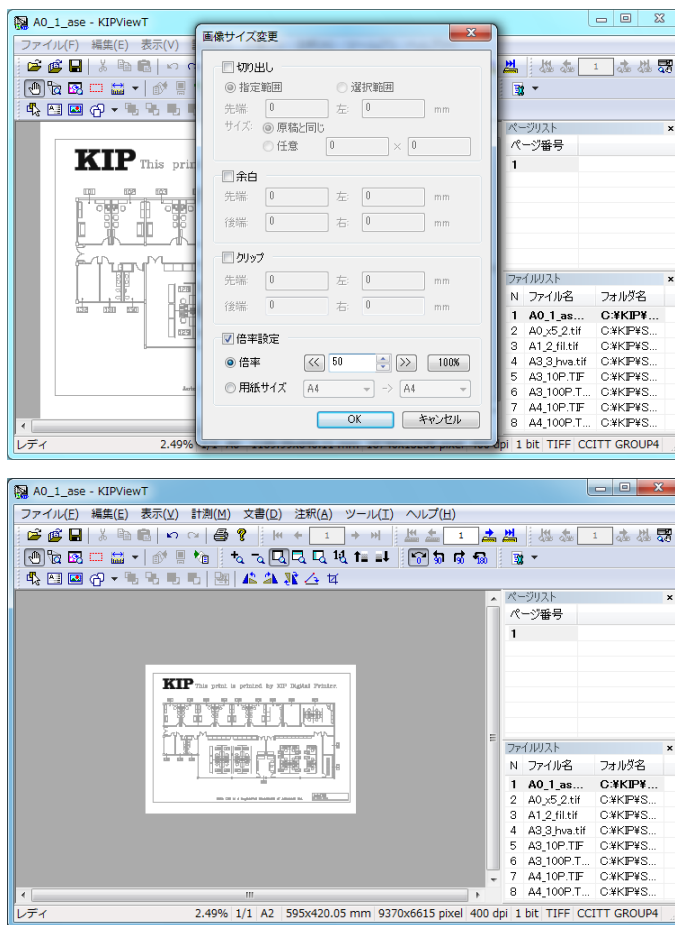 A0_1_ase - KIPViewT
ファイル(F) 編集(E) 表示(V)
画像サイズ変更
切り出し
指定範囲 選択範囲
先端: 0 左: 0 mm
サイズ: 原稿と同じ
任意 0 × 0
余白
先端: 0 左: 0 mm
後端: 0 右: 0 mm
クリップ
先端: 0 左: 0 mm
後端: 0 右: 0 mm
倍率設定
倍率 << 50 >> 100%
用紙サイズ A4 -> A4
OK キャンセル
1
KIP This prin
ページリスト
ページ番号
1
ファイルリスト
N ファイル名 フォルダ名
1 A0_1_as... C:¥KIP¥...
2 A0_x5_2.tif C:¥KIP¥S...
3 A1_2_fil.tif C:¥KIP¥S...
4 A3_3_hva.tif C:¥KIP¥S...
5 A3_10P.TIF C:¥KIP¥S...
6 A3_100P.T... C:¥KIP¥S...
7 A4_10P.TIF C:¥KIP¥S...
8 A4_100P.T... C:¥KIP¥S...
レディ 2.49% dpi 1 bit TIFF CCITT GROUP4
A0_1_ase - KIPViewT
ファイル(F) 編集(E) 表示(V) 計測(M) 文書(D) 注釈(A) ツール(T) ヘルプ(H)
1 1 1
KIP This print is printed by KIP Digital Printer.
ページリスト
ページ番号
1
ファイルリスト
N ファイル名 フォルダ名
1 A0_1_as... C:¥KIP¥...
2 A0_x5_2.tif C:¥KIP¥S...
3 A1_2_fil.tif C:¥KIP¥S...
4 A3_3_hva.tif C:¥KIP¥S...
5 A3_10P.TIF C:¥KIP¥S...
6 A3_100P.T... C:¥KIP¥S...
7 A4_10P.TIF C:¥KIP¥S...
8 A4_100P.T... C:¥KIP¥S...
レディ 2.49% 1/1 A2 595x420.05 mm 9370x6615 pixel 400 dpi 1 bit TIFF CCITT GROUP4